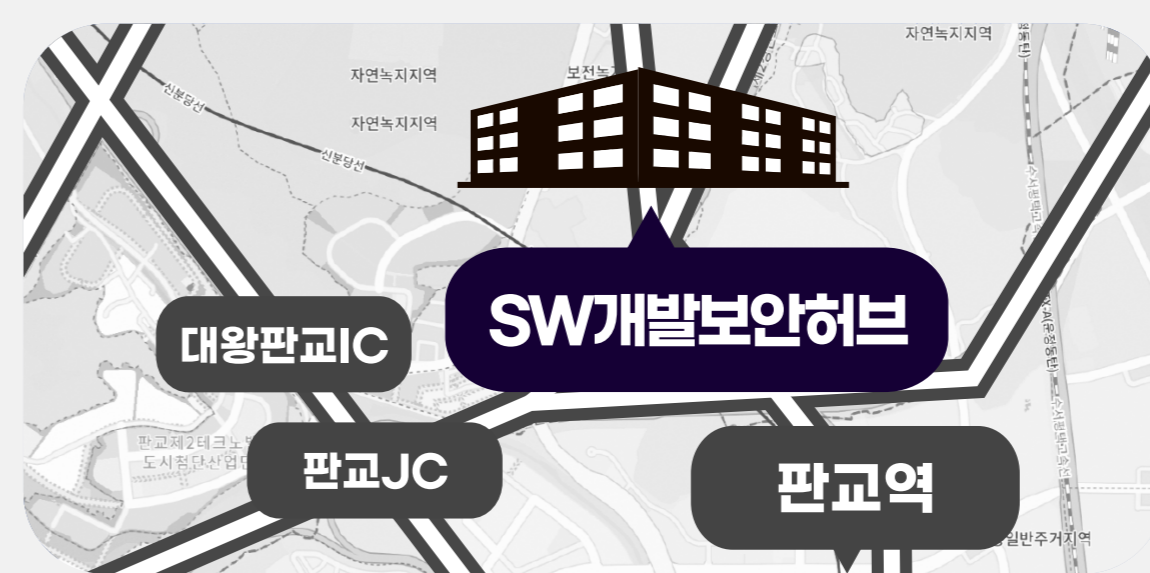 자연녹지지역
자연녹지지역
신분당선
자연녹지지역
신분당선
SW개발보안허브
대왕판교IC
판교JC
판교역
판교제2테크노
도시첨단산업단
일반주거지역